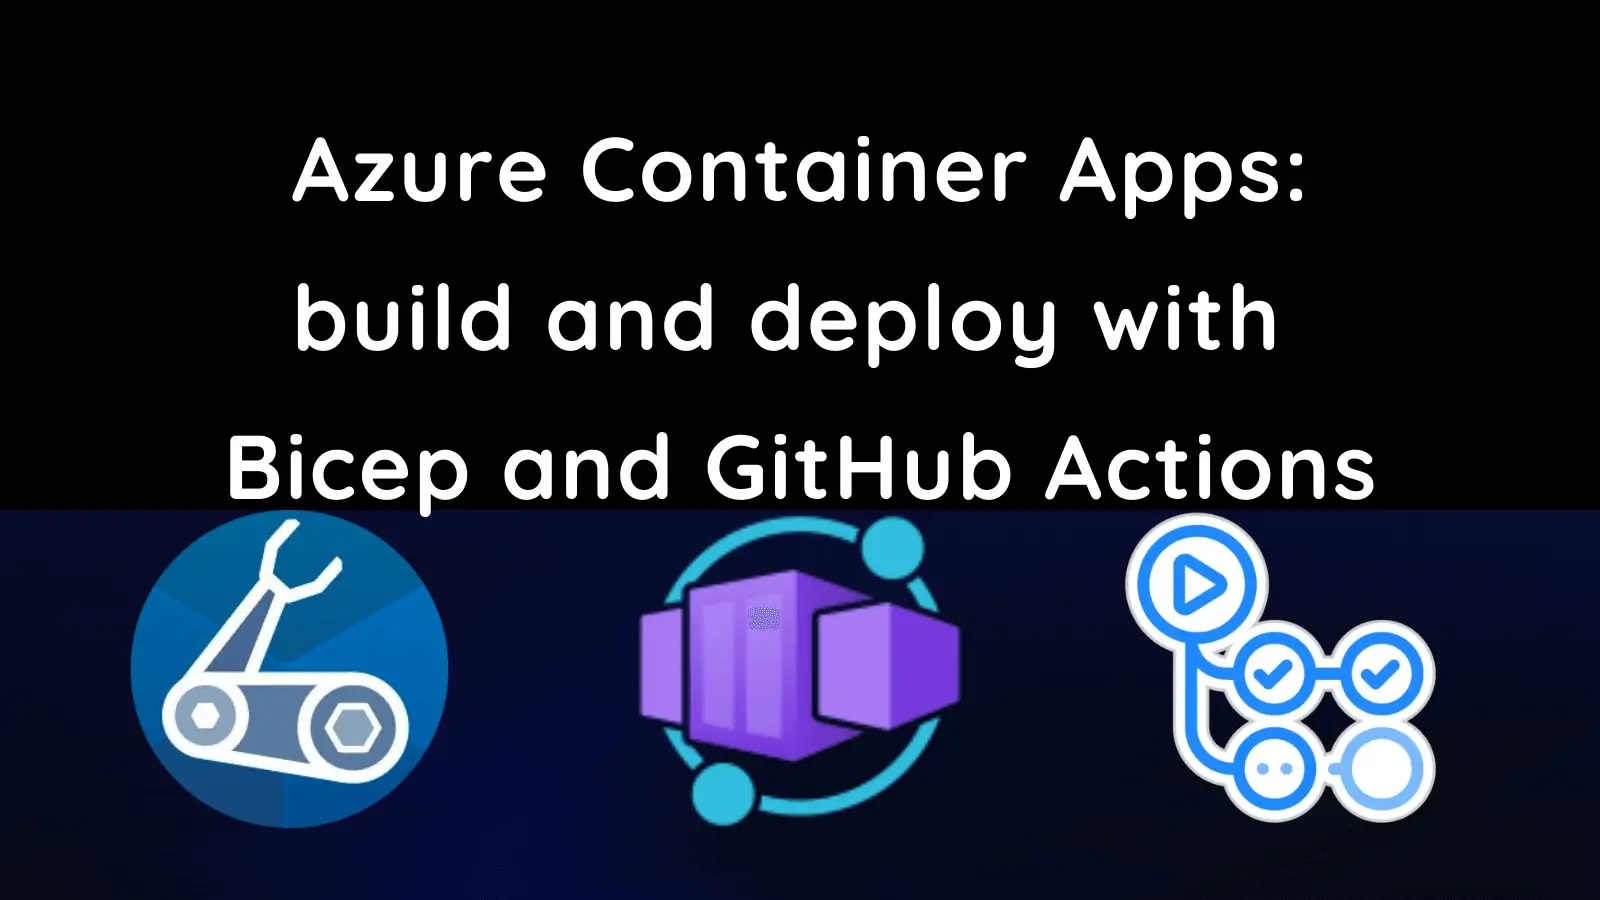 Azure Container Apps:
build and deploy with
Bicep and GitHub Actions